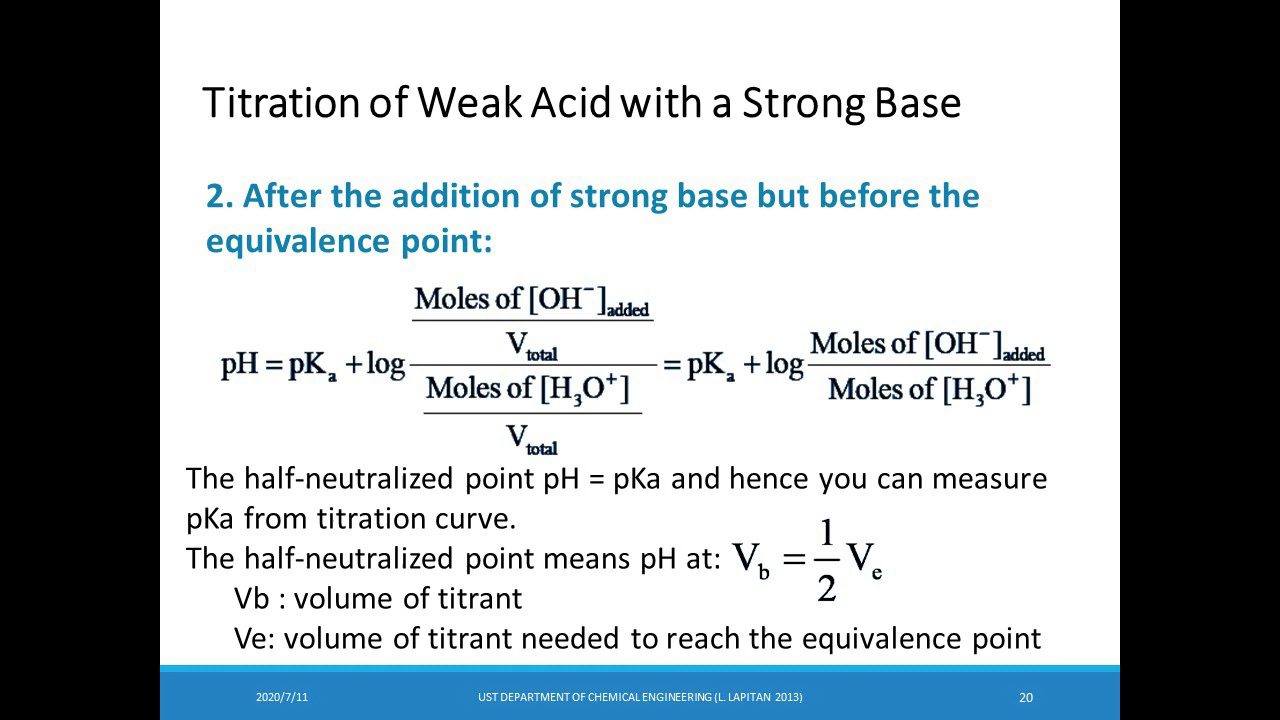 Titration of Weak Acid with a Strong Base
2. After the addition of strong base but before the
equivalence point:
pH = pKₐ + log ((Moles of [OH⁻]added / Vtotal) / (Moles of [H₃O⁺] / Vtotal)) = pKₐ + log (Moles of [OH⁻]added / Moles of [H₃O⁺])
The half-neutralized point pH = pKa and hence you can measure
pKa from titration curve.
The half-neutralized point means pH at: V_b = 1/2 V_e
Vb : volume of titrant
Ve: volume of titrant needed to reach the equivalence point
2020/7/11 UST DEPARTMENT OF CHEMICAL ENGINEERING (L. LAPITAN 2013) 20